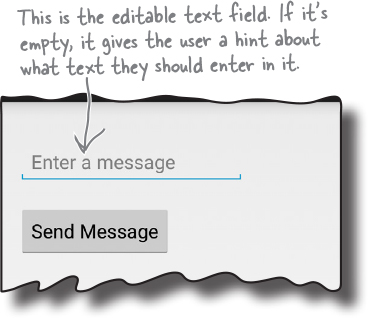 This is the editable text field. If it's
empty, it gives the user a hint about
what text they should enter in it.
Enter a message
Send Message